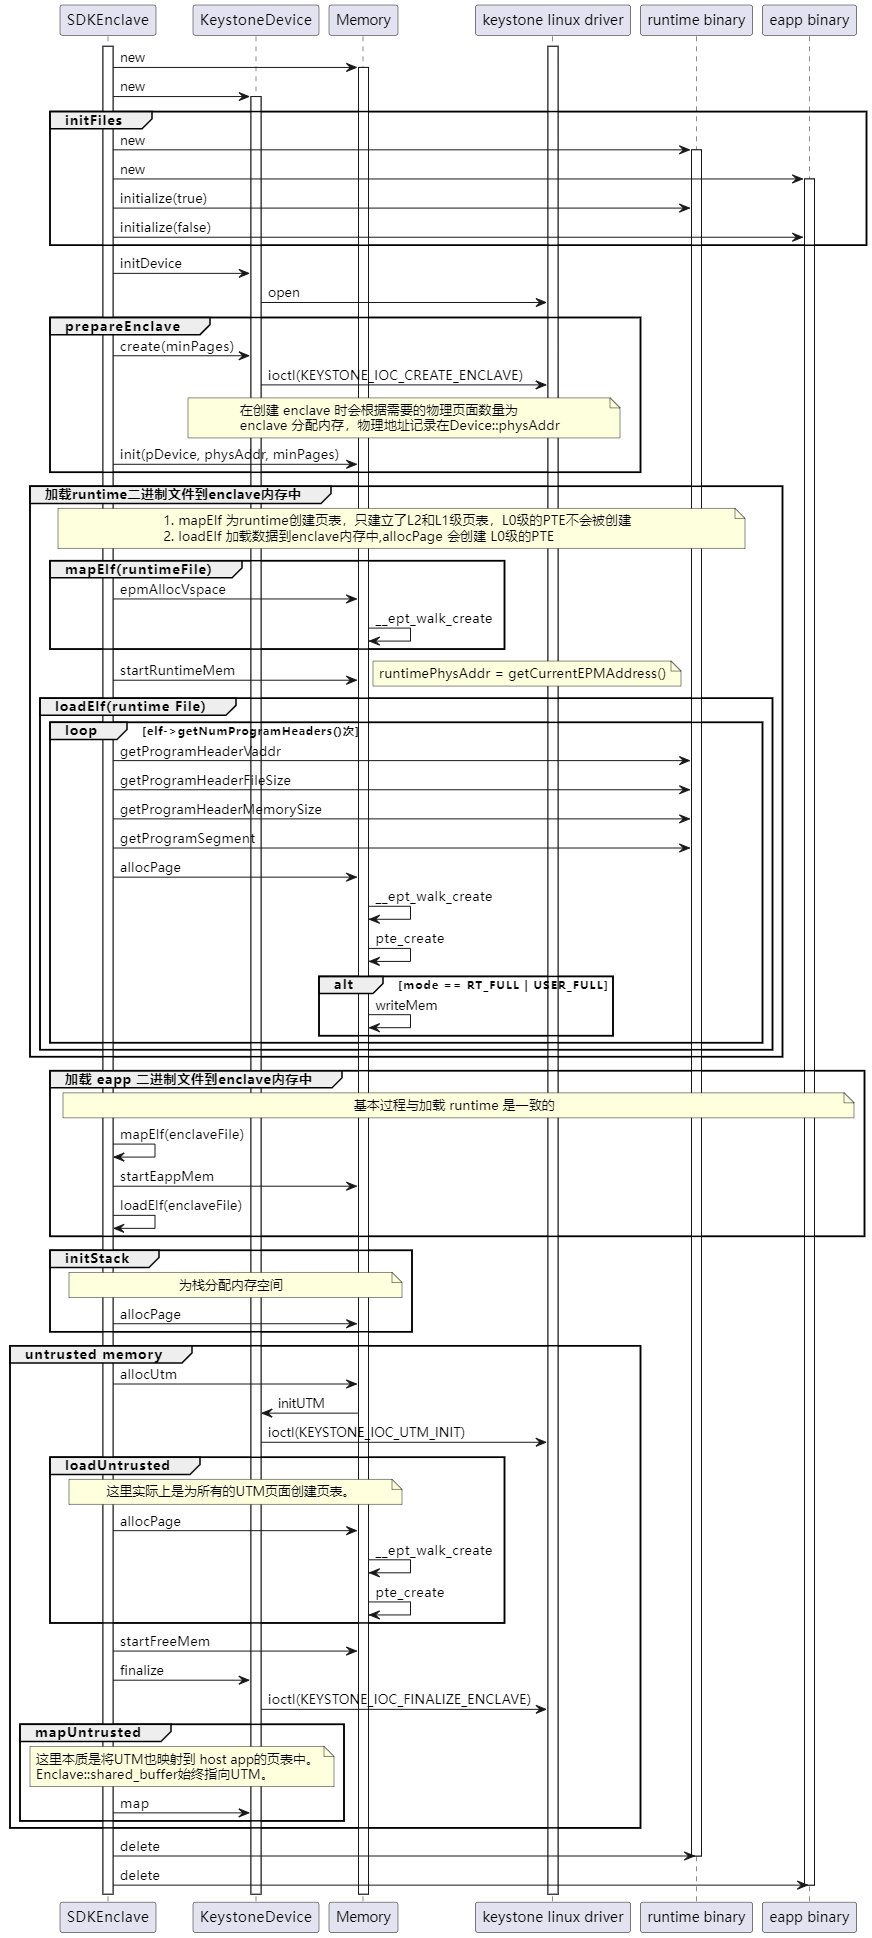 SDKEnclave KeystoneDevice Memory keystone linux driver runtime binary eapp binary
new
new
initFiles
new
new
initialize(true)
initialize(false)
initDevice
open
prepareEnclave
create(minPages)
ioctl(KEYSTONE_IOC_CREATE_ENCLAVE)
在创建 enclave 时会根据需要的物理页面数量为
enclave 分配内存，物理地址记录在Device::physAddr
init(pDevice, physAddr, minPages)
加载runtime二进制文件到enclave内存中
1. mapElf 为runtime创建页表，只建立了L2和L1级页表，L0级的PTE不会被创建
2. loadElf 加载数据到enclave内存中,allocPage 会创建 L0级的PTE
mapElf(runtimeFile)
epmAllocVspace
__ept_walk_create
startRuntimeMem
runtimePhysAddr = getCurrentEPMAddress()
loadElf(runtime File)
loop [elf->getNumProgramHeaders()次]
getProgramHeaderVaddr
getProgramHeaderFileSize
getProgramHeaderMemorySize
getProgramSegment
allocPage
__ept_walk_create
pte_create
alt [mode == RT_FULL | USER_FULL]
writeMem
加载 eapp 二进制文件到enclave内存中
基本过程与加载 runtime 是一致的
mapElf(enclaveFile)
startEappMem
loadElf(enclaveFile)
initStack
为栈分配内存空间
allocPage
untrusted memory
allocUtm
initUTM
ioctl(KEYSTONE_IOC_UTM_INIT)
loadUntrusted
这里实际上是为所有的UTM页面创建页表。
allocPage
__ept_walk_create
pte_create
startFreeMem
finalize
ioctl(KEYSTONE_IOC_FINALIZE_ENCLAVE)
mapUntrusted
这里本质是将UTM也映射到 host app的页表中。
Enclave::shared_buffer始终指向UTM。
map
delete
delete
SDKEnclave KeystoneDevice Memory keystone linux driver runtime binary eapp binary